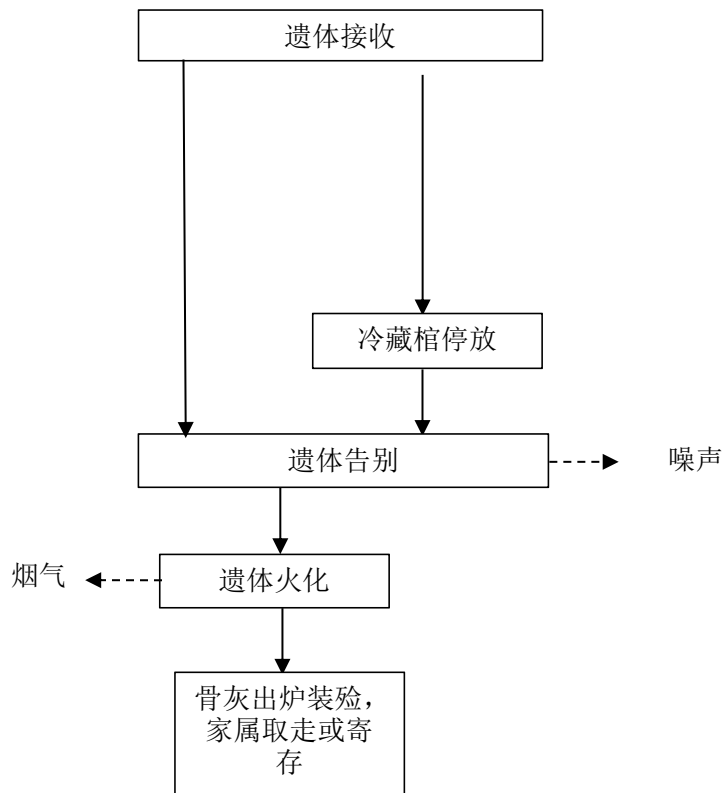 遗体接收
冷藏棺停放
遗体告别
噪声
烟气
遗体火化
骨灰出炉装殓，
家属取走或寄
存